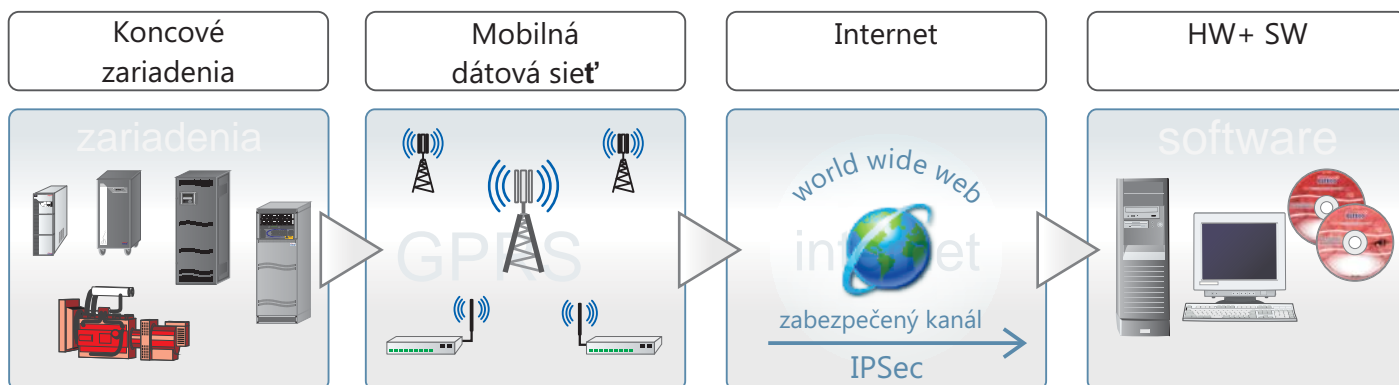 Koncové
zariadenia
Mobilná
dátová sieť
Internet
HW+ SW
zariadenia
GPRS
world wide web
internet
zabezpečený kanál
IPSec
software